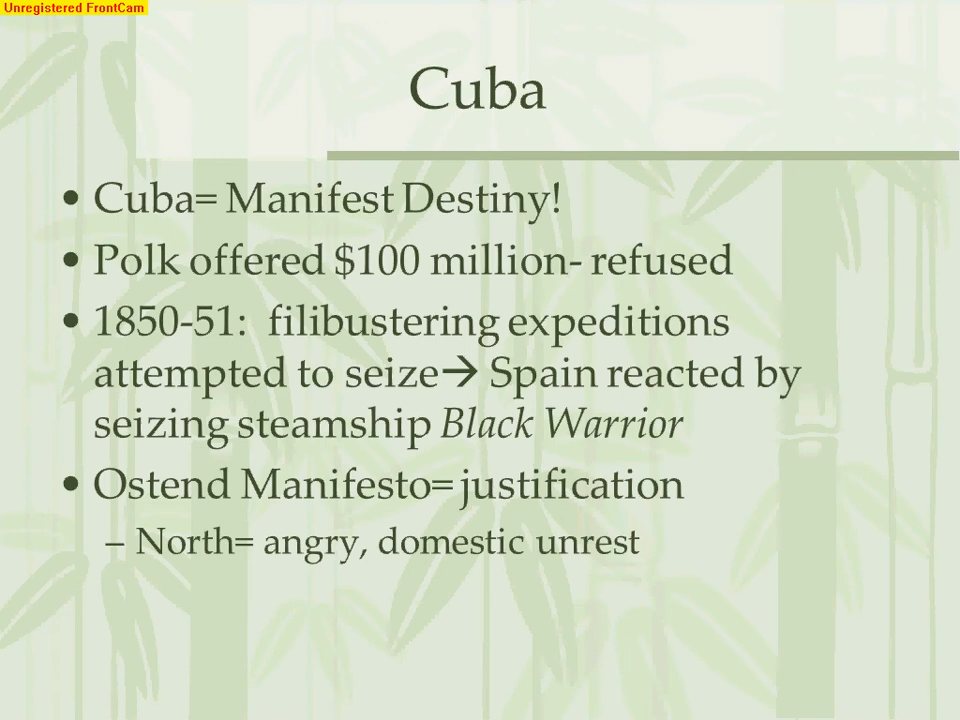 Unregistered FrontCam
Cuba
• Cuba= Manifest Destiny!
• Polk offered $100 million- refused
• 1850-51:  filibustering expeditions
attempted to seize→ Spain reacted by
seizing steamship Black Warrior
• Ostend Manifesto= justification
– North= angry, domestic unrest